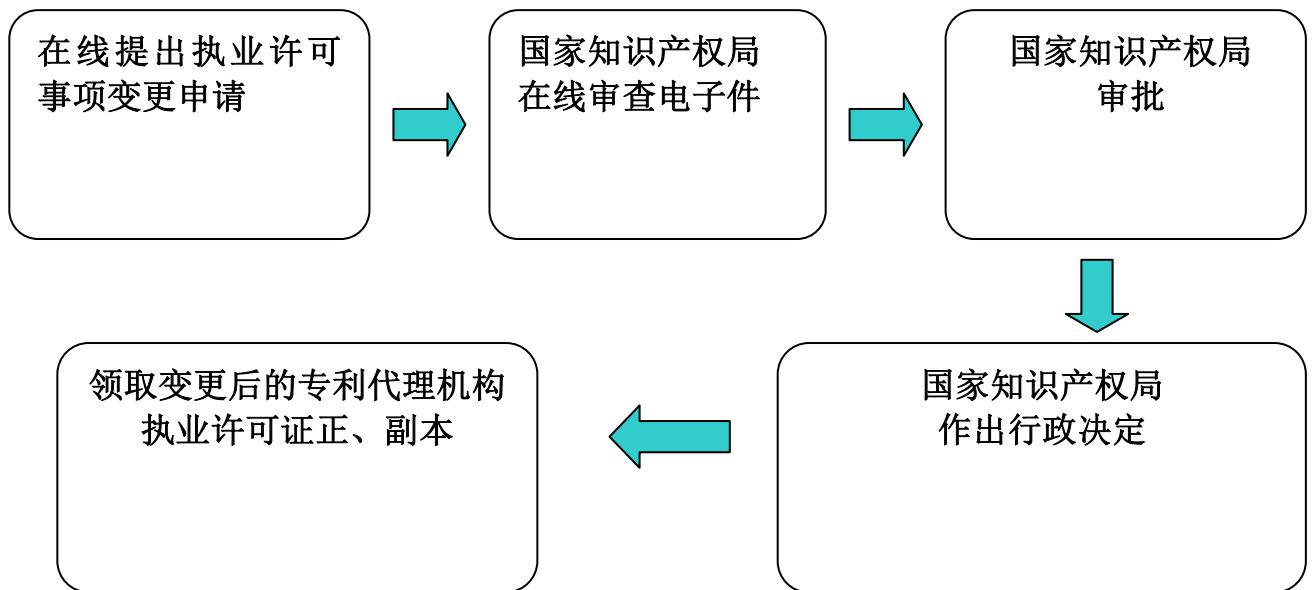 在线提出执业许可
事项变更申请
国家知识产权局
在线审查电子件
国家知识产权局
审批
国家知识产权局
作出行政决定
领取变更后的专利代理机构
执业许可证正、副本